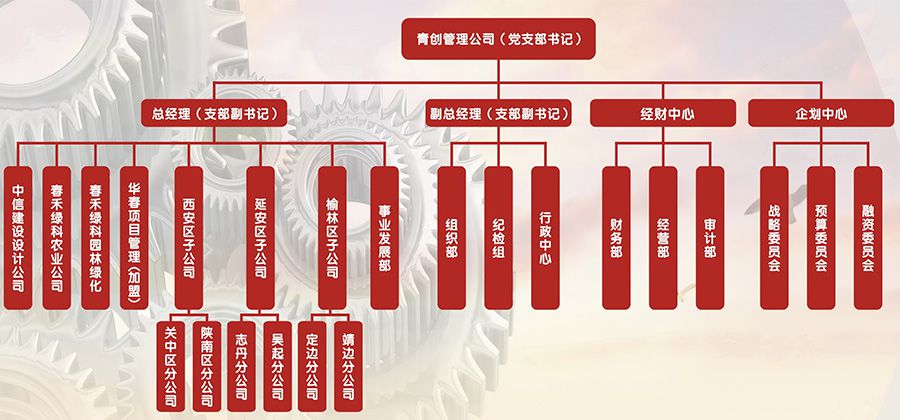 青创管理公司（党支部书记）
总经理（支部副书记）
副总经理（支部副书记）
经财中心
企划中心
中信建设设计公司
春禾绿科农业公司
春禾绿科园林绿化
华春项目管理（加盟）
西安区子公司
延安区子公司
榆林区子公司
事业发展部
组织部
纪检组
行政中心
财务部
经营部
审计部
战略委员会
预算委员会
融资委员会
关中区分公司
陕南区分公司
志丹分公司
吴起分公司
定边分公司
靖边分公司